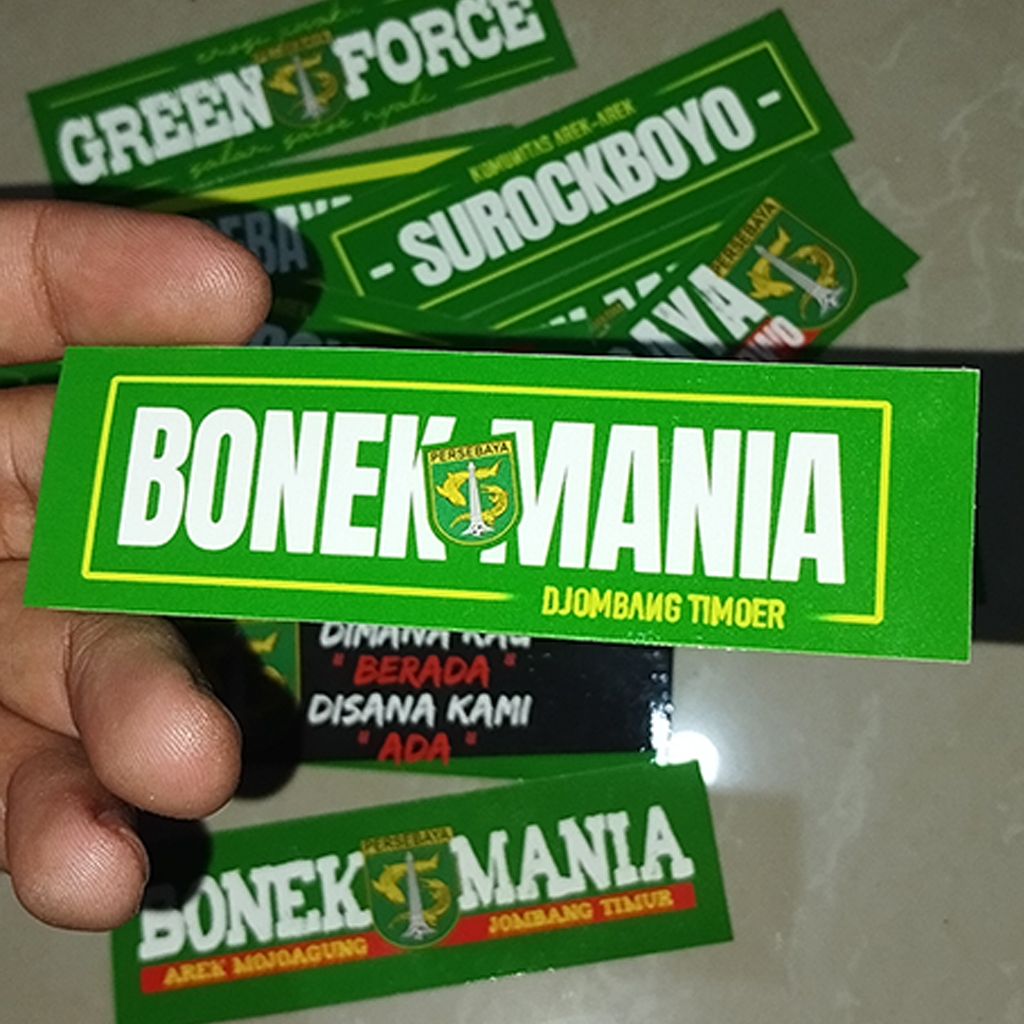 GREEN FORCE
KOMUNITAS AREK-AREK
- SUROCKBOYO -
PERSEBAYA
BONEK MANIA
PERSEBAYA
DJOMBANG TIMOER
DIMANA KAU
" BERADA "
DISANA KAMI
" ADA "
BONEK MANIA
PERSEBAYA
AREK MOJOAGUNG
JOMBANG TIMUR